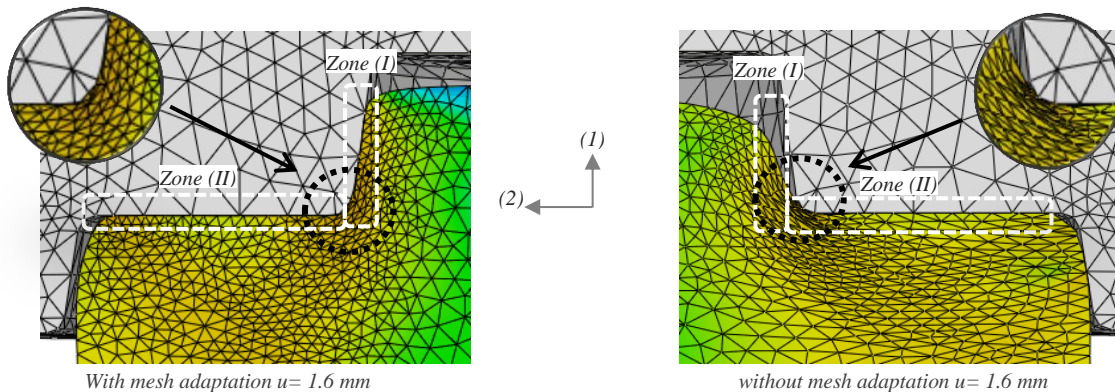 Zone (I)
Zone (II)
(1)
(2)
Zone (I)
Zone (II)
With mesh adaptation u= 1.6 mm
without mesh adaptation u= 1.6 mm